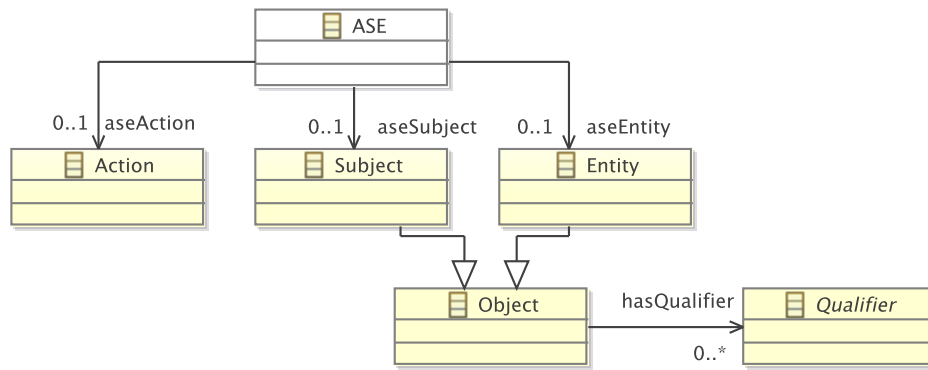 ASE
0..1 aseAction
0..1 aseSubject
0..1 aseEntity
Action
Subject
Entity
Object
hasQualifier
Qualifier
0..*